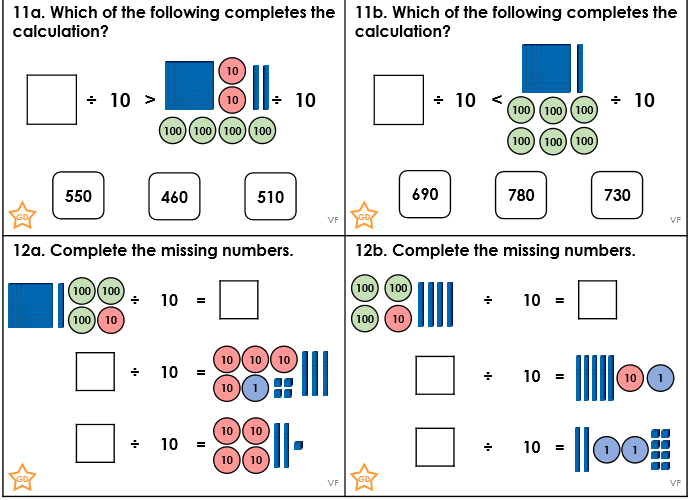 11a. Which of the following completes the
calculation?
÷ 10 > 10 10 ÷ 10
100 100 100 100
550 460 510
GD
VF
11b. Which of the following completes the
calculation?
÷ 10 < ÷ 10
100 100 100
100 100 100
690 780 730
GD
VF
12a. Complete the missing numbers.
100 100
100 10
÷ 10 =
÷ 10 =
10 10 10
10 1
÷ 10 =
10 10
10 10
GD
VF
12b. Complete the missing numbers.
100 100
100 10
÷ 10 =
÷ 10 = 10 1
÷ 10 = 1 1
GD
VF